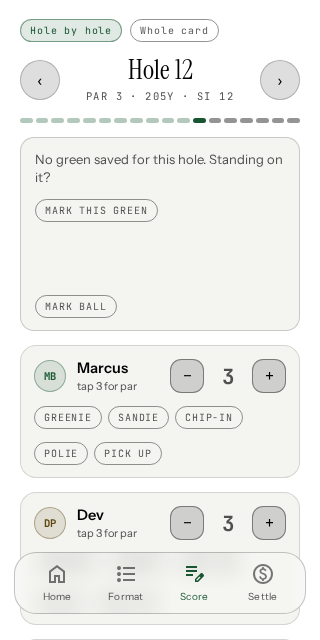 Hole by hole
Whole card
‹
Hole 12
›
PAR 3 · 205Y · SI 12
No green saved for this hole. Standing on
it?
MARK THIS GREEN
MARK BALL
MB
Marcus
tap 3 for par
−
3
+
GREENIE
SANDIE
CHIP-IN
POLIE
PICK UP
DP
Dev
tap 3 for par
−
3
+
Home
Format
Score
Settle